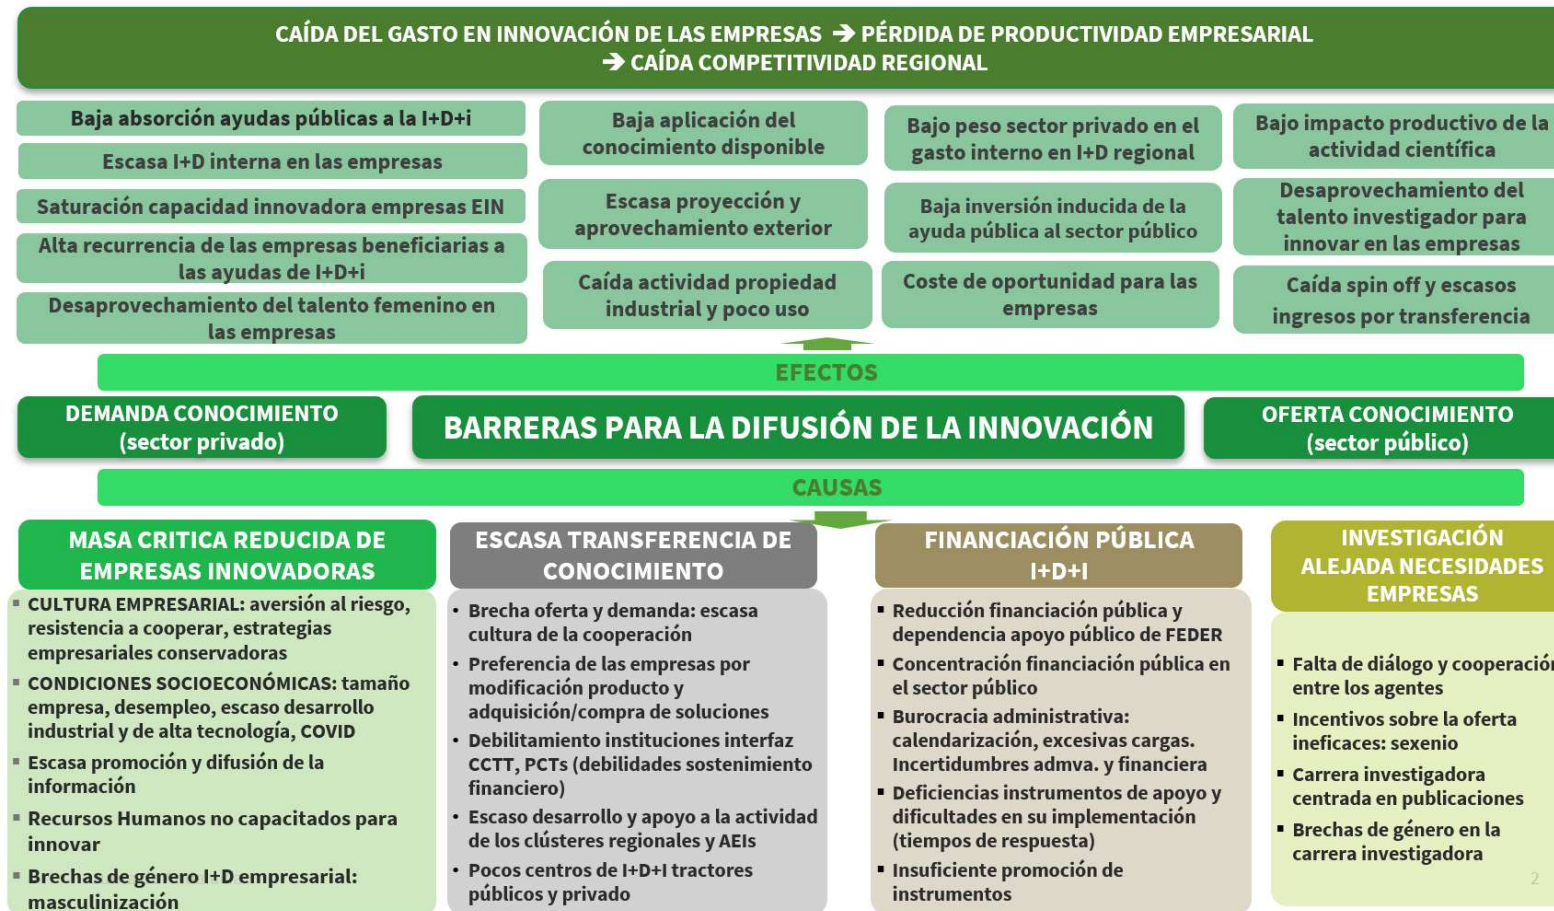 CAÍDA DEL GASTO EN INNOVACIÓN DE LAS EMPRESAS ➔ PÉRDIDA DE PRODUCTIVIDAD EMPRESARIAL
➔ CAÍDA COMPETITIVIDAD REGIONAL
Baja absorción ayudas públicas a la I+D+i
Escasa I+D interna en las empresas
Saturación capacidad innovadora empresas EIN
Alta recurrencia de las empresas beneficiarias a
las ayudas de I+D+i
Desaprovechamiento del talento femenino en
las empresas
Baja aplicación del
conocimiento disponible
Escasa proyección y
aprovechamiento exterior
Caída actividad propiedad
industrial y poco uso
Bajo peso sector privado en el
gasto interno en I+D regional
Baja inversión inducida de la
ayuda pública al sector público
Coste de oportunidad para las
empresas
Bajo impacto productivo de la
actividad científica
Desaprovechamiento del
talento investigador para
innovar en las empresas
Caída spin off y escasos
ingresos por transferencia
EFECTOS
DEMANDA CONOCIMIENTO
(sector privado)
BARRERAS PARA LA DIFUSIÓN DE LA INNOVACIÓN
OFERTA CONOCIMIENTO
(sector público)
CAUSAS
MASA CRITICA REDUCIDA DE
EMPRESAS INNOVADORAS
▪ CULTURA EMPRESARIAL: aversión al riesgo,
resistencia a cooperar, estrategias
empresariales conservadoras
▪ CONDICIONES SOCIOECONÓMICAS: tamaño
empresa, desempleo, escaso desarrollo
industrial y de alta tecnología, COVID
▪ Escasa promoción y difusión de la
información
▪ Recursos Humanos no capacitados para
innovar
▪ Brechas de género I+D empresarial:
masculinización
ESCASA TRANSFERENCIA DE
CONOCIMIENTO
• Brecha oferta y demanda: escasa
cultura de la cooperación
• Preferencia de las empresas por
modificación producto y
adquisición/compra de soluciones
• Debilitamiento instituciones interfaz
CCTT, PCTs (debilidades sostenimiento
financiero)
• Escaso desarrollo y apoyo a la actividad
de los clústeres regionales y AEIs
• Pocos centros de I+D+I tractores
públicos y privado
FINANCIACIÓN PÚBLICA
I+D+I
▪ Reducción financiación pública y
dependencia apoyo público de FEDER
▪ Concentración financiación pública en
el sector público
▪ Burocracia administrativa:
calendarización, excesivas cargas.
Incertidumbres admva. y financiera
▪ Deficiencias instrumentos de apoyo y
dificultades en su implementación
(tiempos de respuesta)
▪ Insuficiente promoción de
instrumentos
INVESTIGACIÓN
ALEJADA NECESIDADES
EMPRESAS
▪ Falta de diálogo y cooperación
entre los agentes
▪ Incentivos sobre la oferta
ineficaces: sexenio
▪ Carrera investigadora
centrada en publicaciones
▪ Brechas de género en la
carrera investigadora
2